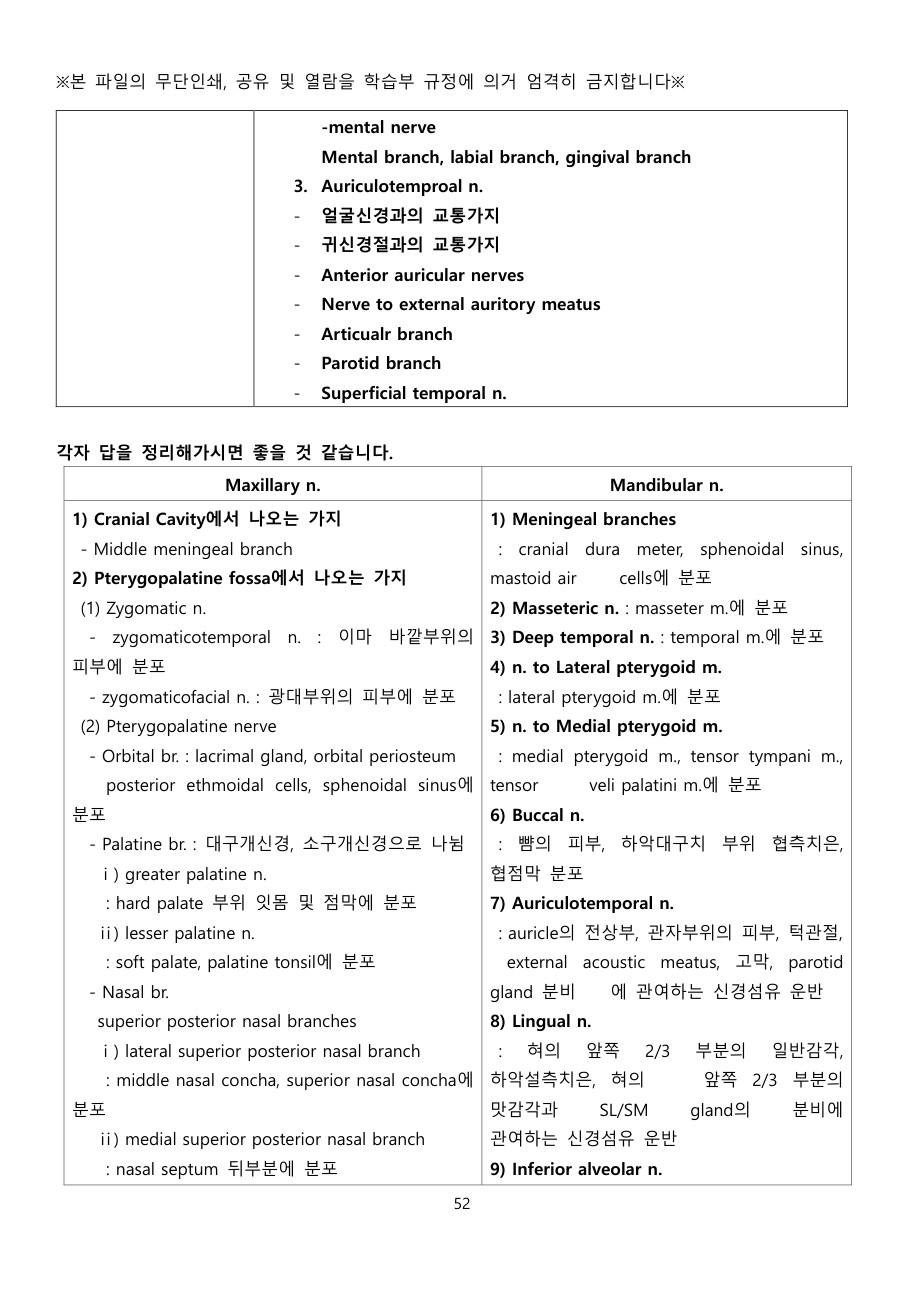 ※본 파일의 무단인쇄, 공유 및 열람을 학습부 규정에 의거 엄격히 금지합니다※
-mental nerve
Mental branch, labial branch, gingival branch
3. Auriculotemproal n.
- 얼굴신경과의 교통가지
- 귀신경절과의 교통가지
- Anterior auricular nerves
- Nerve to external auritory meatus
- Articualr branch
- Parotid branch
- Superficial temporal n.
각자 답을 정리해가시면 좋을 것 같습니다.
Maxillary n.
1) Cranial Cavity에서 나오는 가지
- Middle meningeal branch
2) Pterygopalatine fossa에서 나오는 가지
(1) Zygomatic n.
- zygomaticotemporal n. : 이마 바깥부위의
피부에 분포
- zygomaticofacial n. : 광대부위의 피부에 분포
(2) Pterygopalatine nerve
- Orbital br. : lacrimal gland, orbital periosteum
posterior ethmoidal cells, sphenoidal sinus에
분포
- Palatine br. : 대구개신경, 소구개신경으로 나뉨
ⅰ) greater palatine n.
: hard palate 부위 잇몸 및 점막에 분포
ⅱ) lesser palatine n.
: soft palate, palatine tonsil에 분포
- Nasal br.
superior posterior nasal branches
ⅰ) lateral superior posterior nasal branch
: middle nasal concha, superior nasal concha에
분포
ⅱ) medial superior posterior nasal branch
: nasal septum 뒤부분에 분포
Mandibular n.
1) Meningeal branches
: cranial dura meter, sphenoidal sinus,
mastoid air cells에 분포
2) Masseteric n. : masseter m.에 분포
3) Deep temporal n. : temporal m.에 분포
4) n. to Lateral pterygoid m.
: lateral pterygoid m.에 분포
5) n. to Medial pterygoid m.
: medial pterygoid m., tensor tympani m.,
tensor veli palatini m.에 분포
6) Buccal n.
: 뺨의 피부, 하악대구치 부위 협측치은,
협점막 분포
7) Auriculotemporal n.
: auricle의 전상부, 관자부위의 피부, 턱관절,
external acoustic meatus, 고막, parotid
gland 분비 에 관여하는 신경섬유 운반
8) Lingual n.
: 혀의 앞쪽 2/3 부분의 일반감각,
하악설측치은, 혀의 앞쪽 2/3 부분의
맛감각과 SL/SM gland의 분비에
관여하는 신경섬유 운반
9) Inferior alveolar n.
52